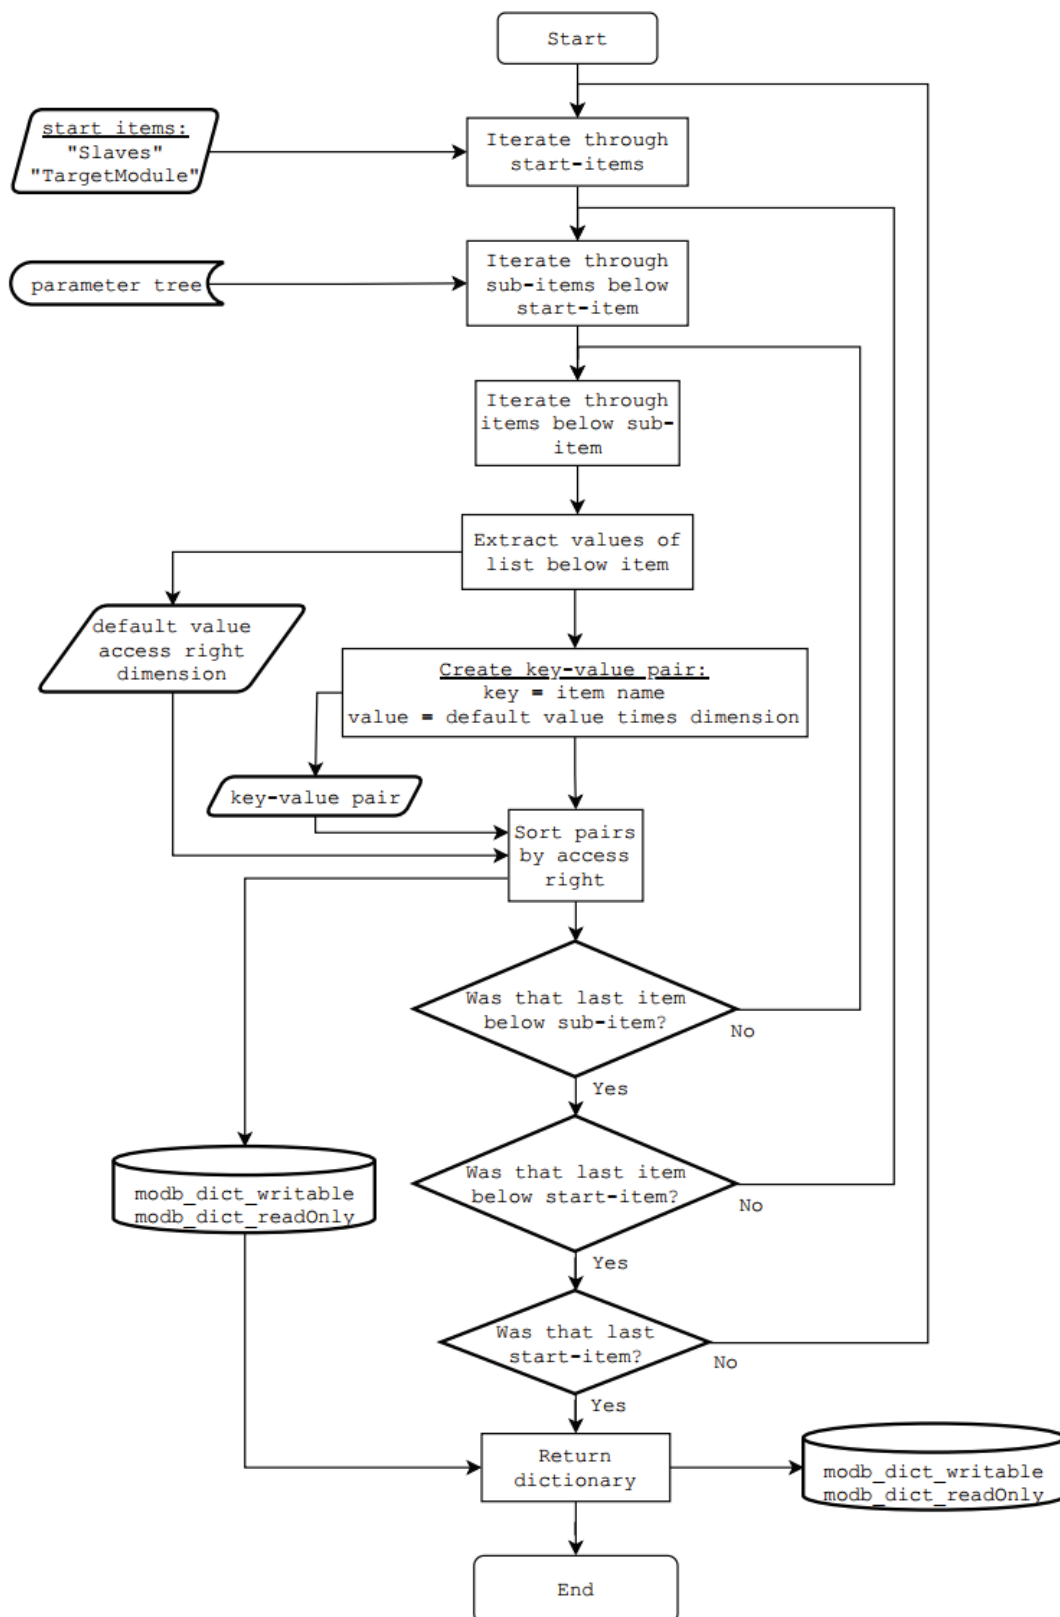 Start
start items:
"Slaves"
"TargetModule"
Iterate through
start-items
parameter tree
Iterate through
sub-items below
start-item
Iterate through
items below sub-
item
Extract values of
list below item
default value
access right
dimension
Create key-value pair:
key = item name
value = default value times dimension
key-value pair
Sort pairs
by access
right
Was that last item
below sub-item?
No
Yes
modb_dict_writable
modb_dict_readOnly
Was that last item
below start-item?
No
Yes
Was that last
start-item?
No
Yes
Return
dictionary
modb_dict_writable
modb_dict_readOnly
End